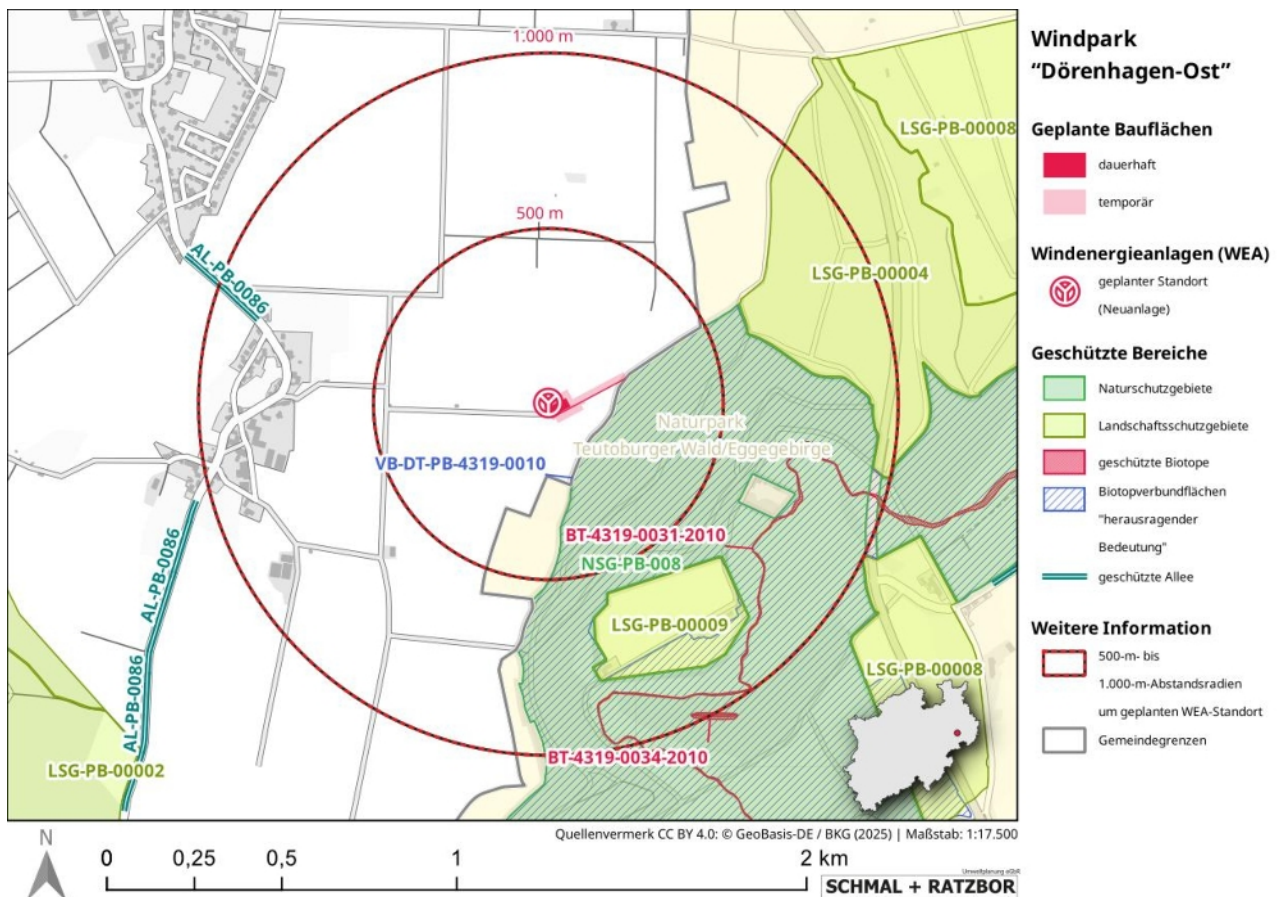 1.000 m
500 m
LSG-PB-00008
LSG-PB-00004
AL-PB-0086
Naturpark
Teutoburger Wald/Eggegebirge
VB-DT-PB-4319-0010
BT-4319-0031-2010
NSG-PB-008
AL-PB-0086
LSG-PB-00009
LSG-PB-00008
AL-PB-0086
LSG-PB-00002
BT-4319-0034-2010
Windpark
"Dörenhagen-Ost"
Geplante Bauflächen
dauerhaft
temporär
Windenergieanlagen (WEA)
geplanter Standort
(Neuanlage)
Geschützte Bereiche
Naturschutzgebiete
Landschaftsschutzgebiete
geschützte Biotope
Biotopverbundflächen
"herausragender
Bedeutung"
geschützte Allee
Weitere Information
500-m- bis
1.000-m-Abstandsradien
um geplanten WEA-Standort
Gemeindegrenzen
Quellenvermerk CC BY 4.0: © GeoBasis-DE / BKG (2025) | Maßstab: 1:17.500
N
0 0,25 0,5 1 2 km
Umweltplanung eGbR
SCHMAL + RATZBOR